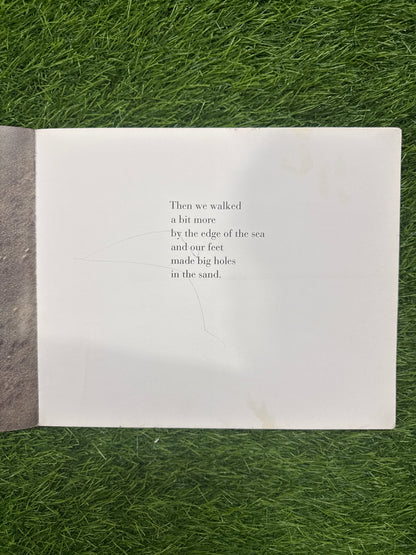 Then we walked
a bit more
by the edge of the sea
and our feet
made big holes
in the sand.